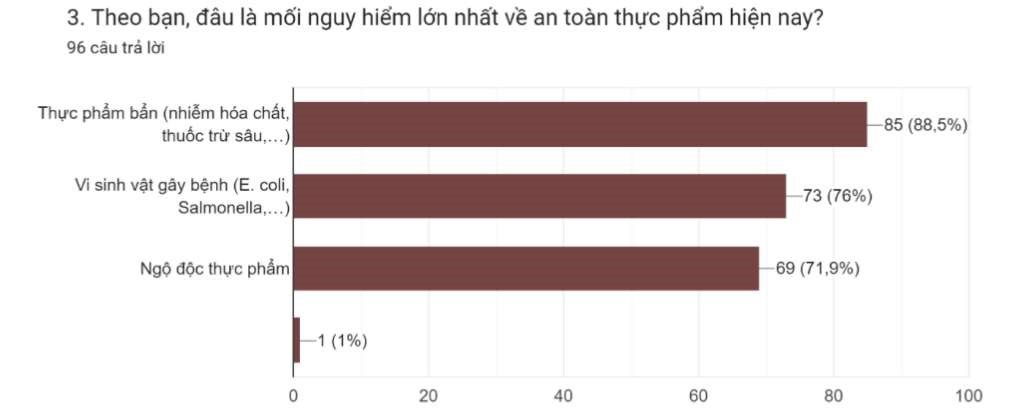 3. Theo bạn, đâu là mối nguy hiểm lớn nhất về an toàn thực phẩm hiện nay?
96 câu trả lời
Thực phẩm bẩn (nhiễm hóa chất,
thuốc trừ sâu,…)
85 (88,5%)
Vi sinh vật gây bệnh (E. coli,
Salmonella,…)
73 (76%)
Ngộ độc thực phẩm
69 (71,9%)
1 (1%)
0 20 40 60 80 100